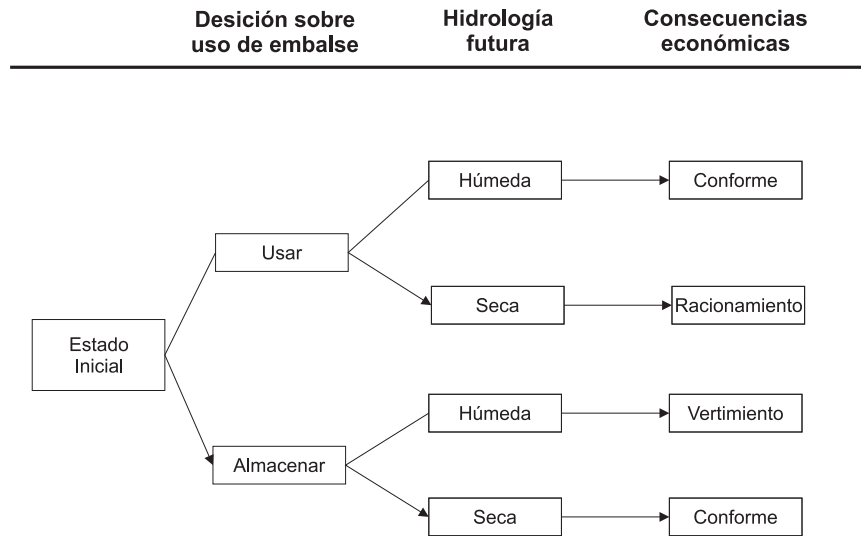 Desición sobre
uso de embalse
Hidrología
futura
Consecuencias
económicas
Húmeda
Conforme
Usar
Seca
Racionamiento
Estado
Inicial
Húmeda
Vertimiento
Almacenar
Seca
Conforme